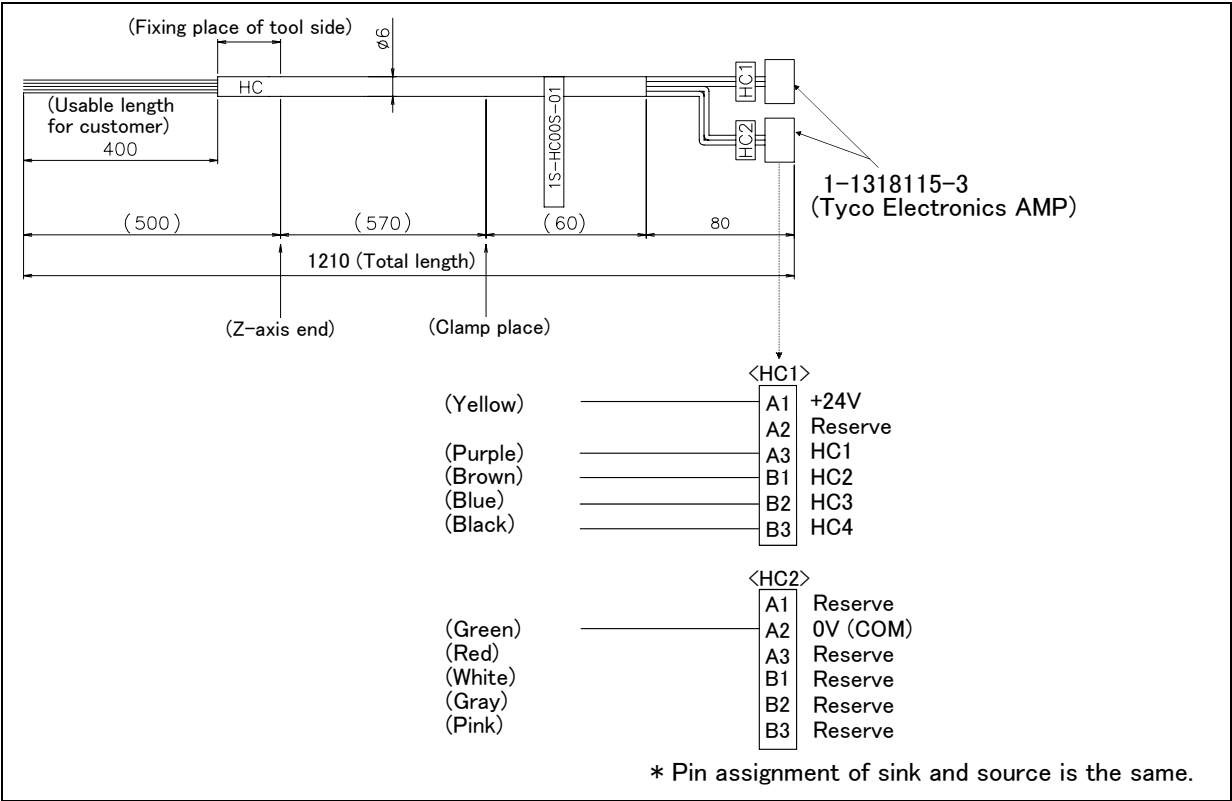 (Fixing place of tool side)
ø6
HC
HC1
(Usable length
for customer)
400
1S-HC00S-01
HC2
1-1318115-3
(Tyco Electronics AMP)
(500)
(570)
(60)
80
1210 (Total length)
(Z-axis end)
(Clamp place)
<HC1>
(Yellow) A1 +24V
A2 Reserve
(Purple) A3 HC1
(Brown) B1 HC2
(Blue) B2 HC3
(Black) B3 HC4
<HC2>
A1 Reserve
(Green) A2 0V (COM)
(Red) A3 Reserve
(White) B1 Reserve
(Gray) B2 Reserve
(Pink) B3 Reserve
* Pin assignment of sink and source is the same.